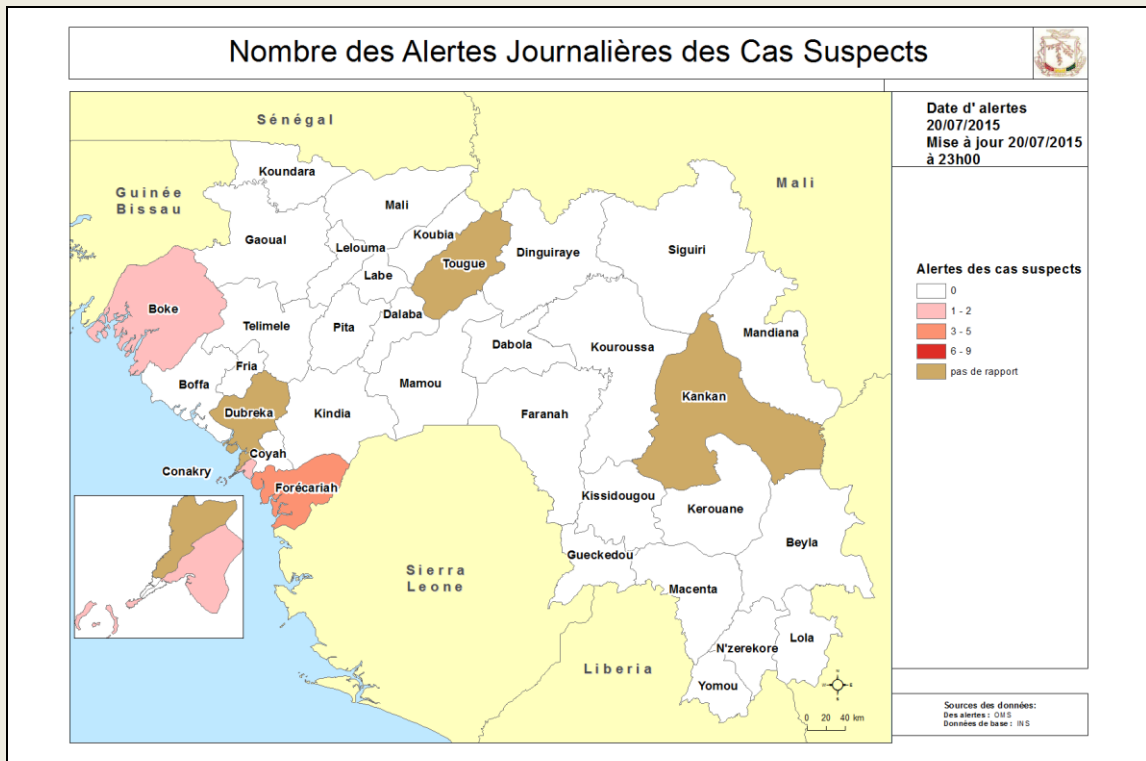 Nombre des Alertes Journalières des Cas Suspects
Date d' alertes
20/07/2015
Mise à jour 20/07/2015
à 23h00
Sénégal
Guinée
Bissau
Mali
Koundara
Mali
Gaoual
Koubia
Lelouma
Tougue
Dinguiraye
Siguiri
Labe
Boke
Dalaba
Telimele
Pita
Mandiana
Dabola
Kouroussa
Fria
Boffa
Mamou
Kankan
Dubreka
Kindia
Faranah
Coyah
Conakry
Forécariah
Kissidougou
Kerouane
Beyla
Gueckedou
Sierra
Leone
Macenta
Lola
N'zerekore
Liberia
Yomou
0 20 40 km
Alertes des cas suspects
0
1 - 2
3 - 5
6 - 9
pas de rapport
Sources des données:
Des alertes : OMS
Données de base : INS